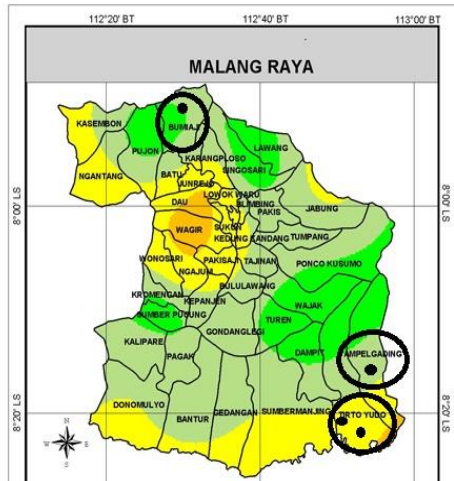 112°20' BT 112°40' BT 113°00' BT
MALANG RAYA
KASEMBON
BUMIAJI
PUJON
LAWANG
KARANGPLOSO
SINGOSARI
NGANTANG
BATU
JUNREJO
LOWOK WARU
JABUNG
DAU
BLIMBING
PAKIS
8°00' LS 8°00' LS
WAGIR
SUKUN
KEDUNG KANDANG TUMPANG
WONOSARI
PAKISAJI TAJINAN
PONCO KUSUMO
NGAJUM
BULULAWANG
KROMENGAN
KEPANJEN
WAJAK
SUMBER PUCUNG
TUREN
GONDANGLEGI
KALIPARE
DAMPIT
AMPELGADING
PAGAK
DONOMULYO
GEDANGAN
SUMBERMANJING
TIRTO YUDO
BANTUR
8°20' LS 8°20' LS
N
W E
S